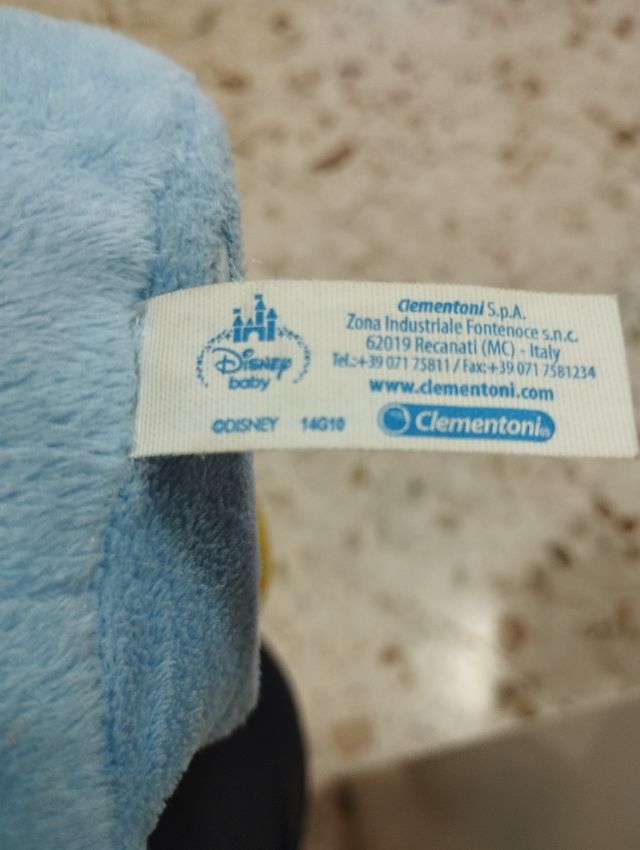 Disney
baby
©DISNEY 14G10
Clementoni S.p.A.
Zona Industriale Fontenoce s.n.c.
62019 Recanati (MC) - Italy
Tel.:+39 071 75811 / Fax:+39 071 7581234
www.clementoni.com
Clementoni®